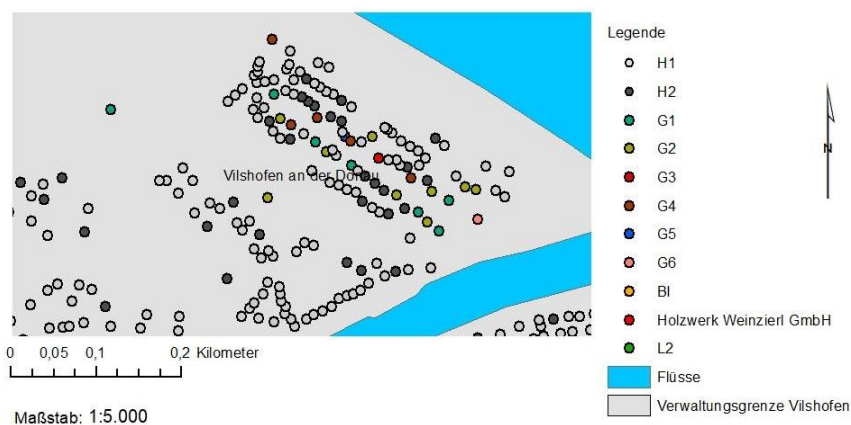 Legende
H1
H2
G1
G2
G3
G4
G5
G6
BI
Holzwerk Weinzierl GmbH
L2
Flüsse
Verwaltungsgrenze Vilshofen
N
Vilshofen an der Donau
0 0,05 0,1 0,2 Kilometer
Maßstab: 1:5.000